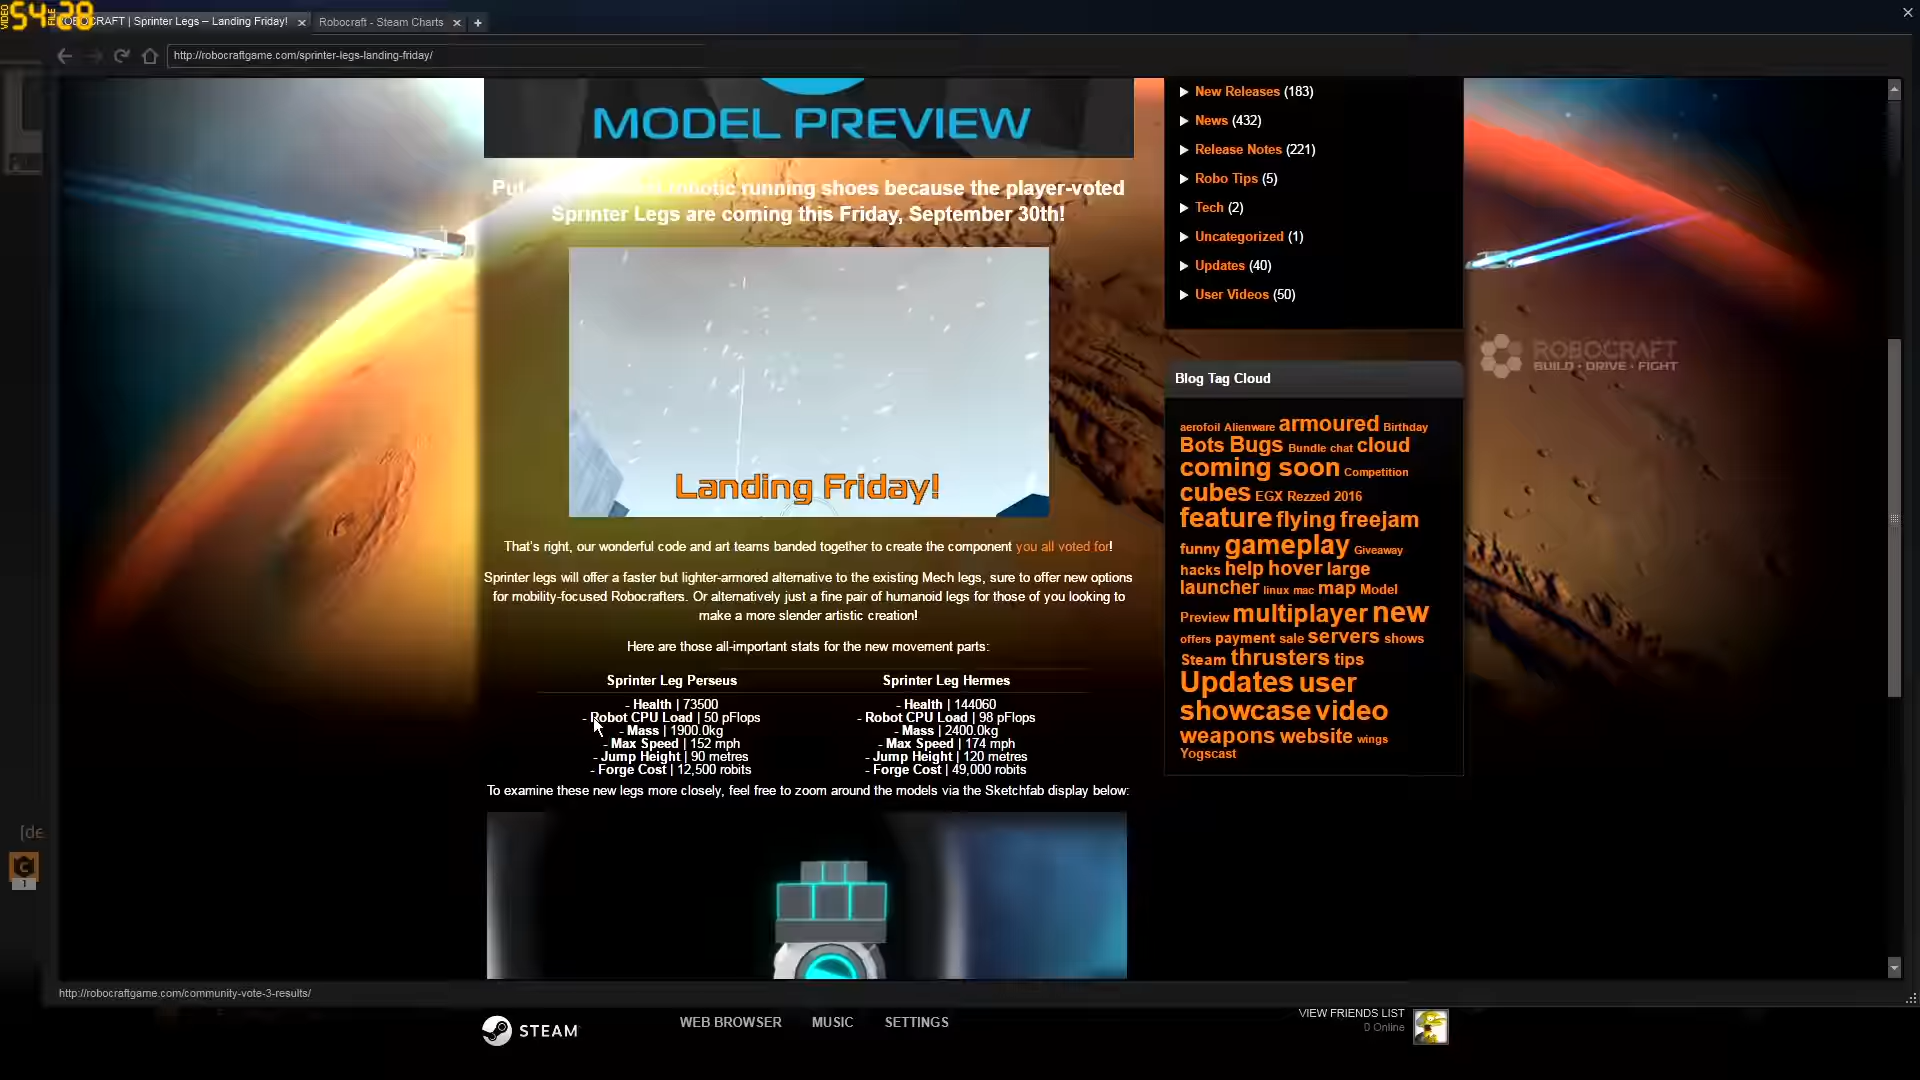 54:28
VIDEO
FILE
OBOCRAFT | Sprinter Legs – Landing Friday!
Robocraft - Steam Charts
http://robocraftgame.com/sprinter-legs-landing-friday/
MODEL PREVIEW
Put robotic running shoes because the player-voted
Sprinter Legs are coming this Friday, September 30th!
Landing Friday!
That's right, our wonderful code and art teams banded together to create the component you all voted for!
Sprinter legs will offer a faster but lighter-armored alternative to the existing Mech legs, sure to offer new options
for mobility-focused Robocrafters. Or alternatively just a fine pair of humanoid legs for those of you looking to
make a more slender artistic creation!
Here are those all-important stats for the new movement parts:
Sprinter Leg Perseus
- Health | 73500
- Robot CPU Load | 50 pFlops
- Mass | 1900.0kg
- Max Speed | 152 mph
- Jump Height | 90 metres
- Forge Cost | 12,500 robits
Sprinter Leg Hermes
- Health | 144060
- Robot CPU Load | 98 pFlops
- Mass | 2400.0kg
- Max Speed | 174 mph
- Jump Height | 120 metres
- Forge Cost | 49,000 robits
To examine these new legs more closely, feel free to zoom around the models via the Sketchfab display below:
New Releases (183)
News (432)
Release Notes (221)
Robo Tips (5)
Tech (2)
Uncategorized (1)
Updates (40)
User Videos (50)
Blog Tag Cloud
aerofoil Alienware armoured Birthday
Bots Bugs Bundle chat cloud
coming soon Competition
cubes EGX Rezzed 2016
feature flying freejam
funny gameplay Giveaway
hacks help hover large
launcher linux mac map Model
Preview multiplayer new
offers payment sale servers shows
Steam thrusters tips
Updates user
showcase video
weapons website wings
Yogscast
ROBOCRAFT
BUILD • DRIVE • FIGHT
[de
C
1
http://robocraftgame.com/community-vote-3-results/
STEAM
WEB BROWSER
MUSIC
SETTINGS
VIEW FRIENDS LIST
0 Online